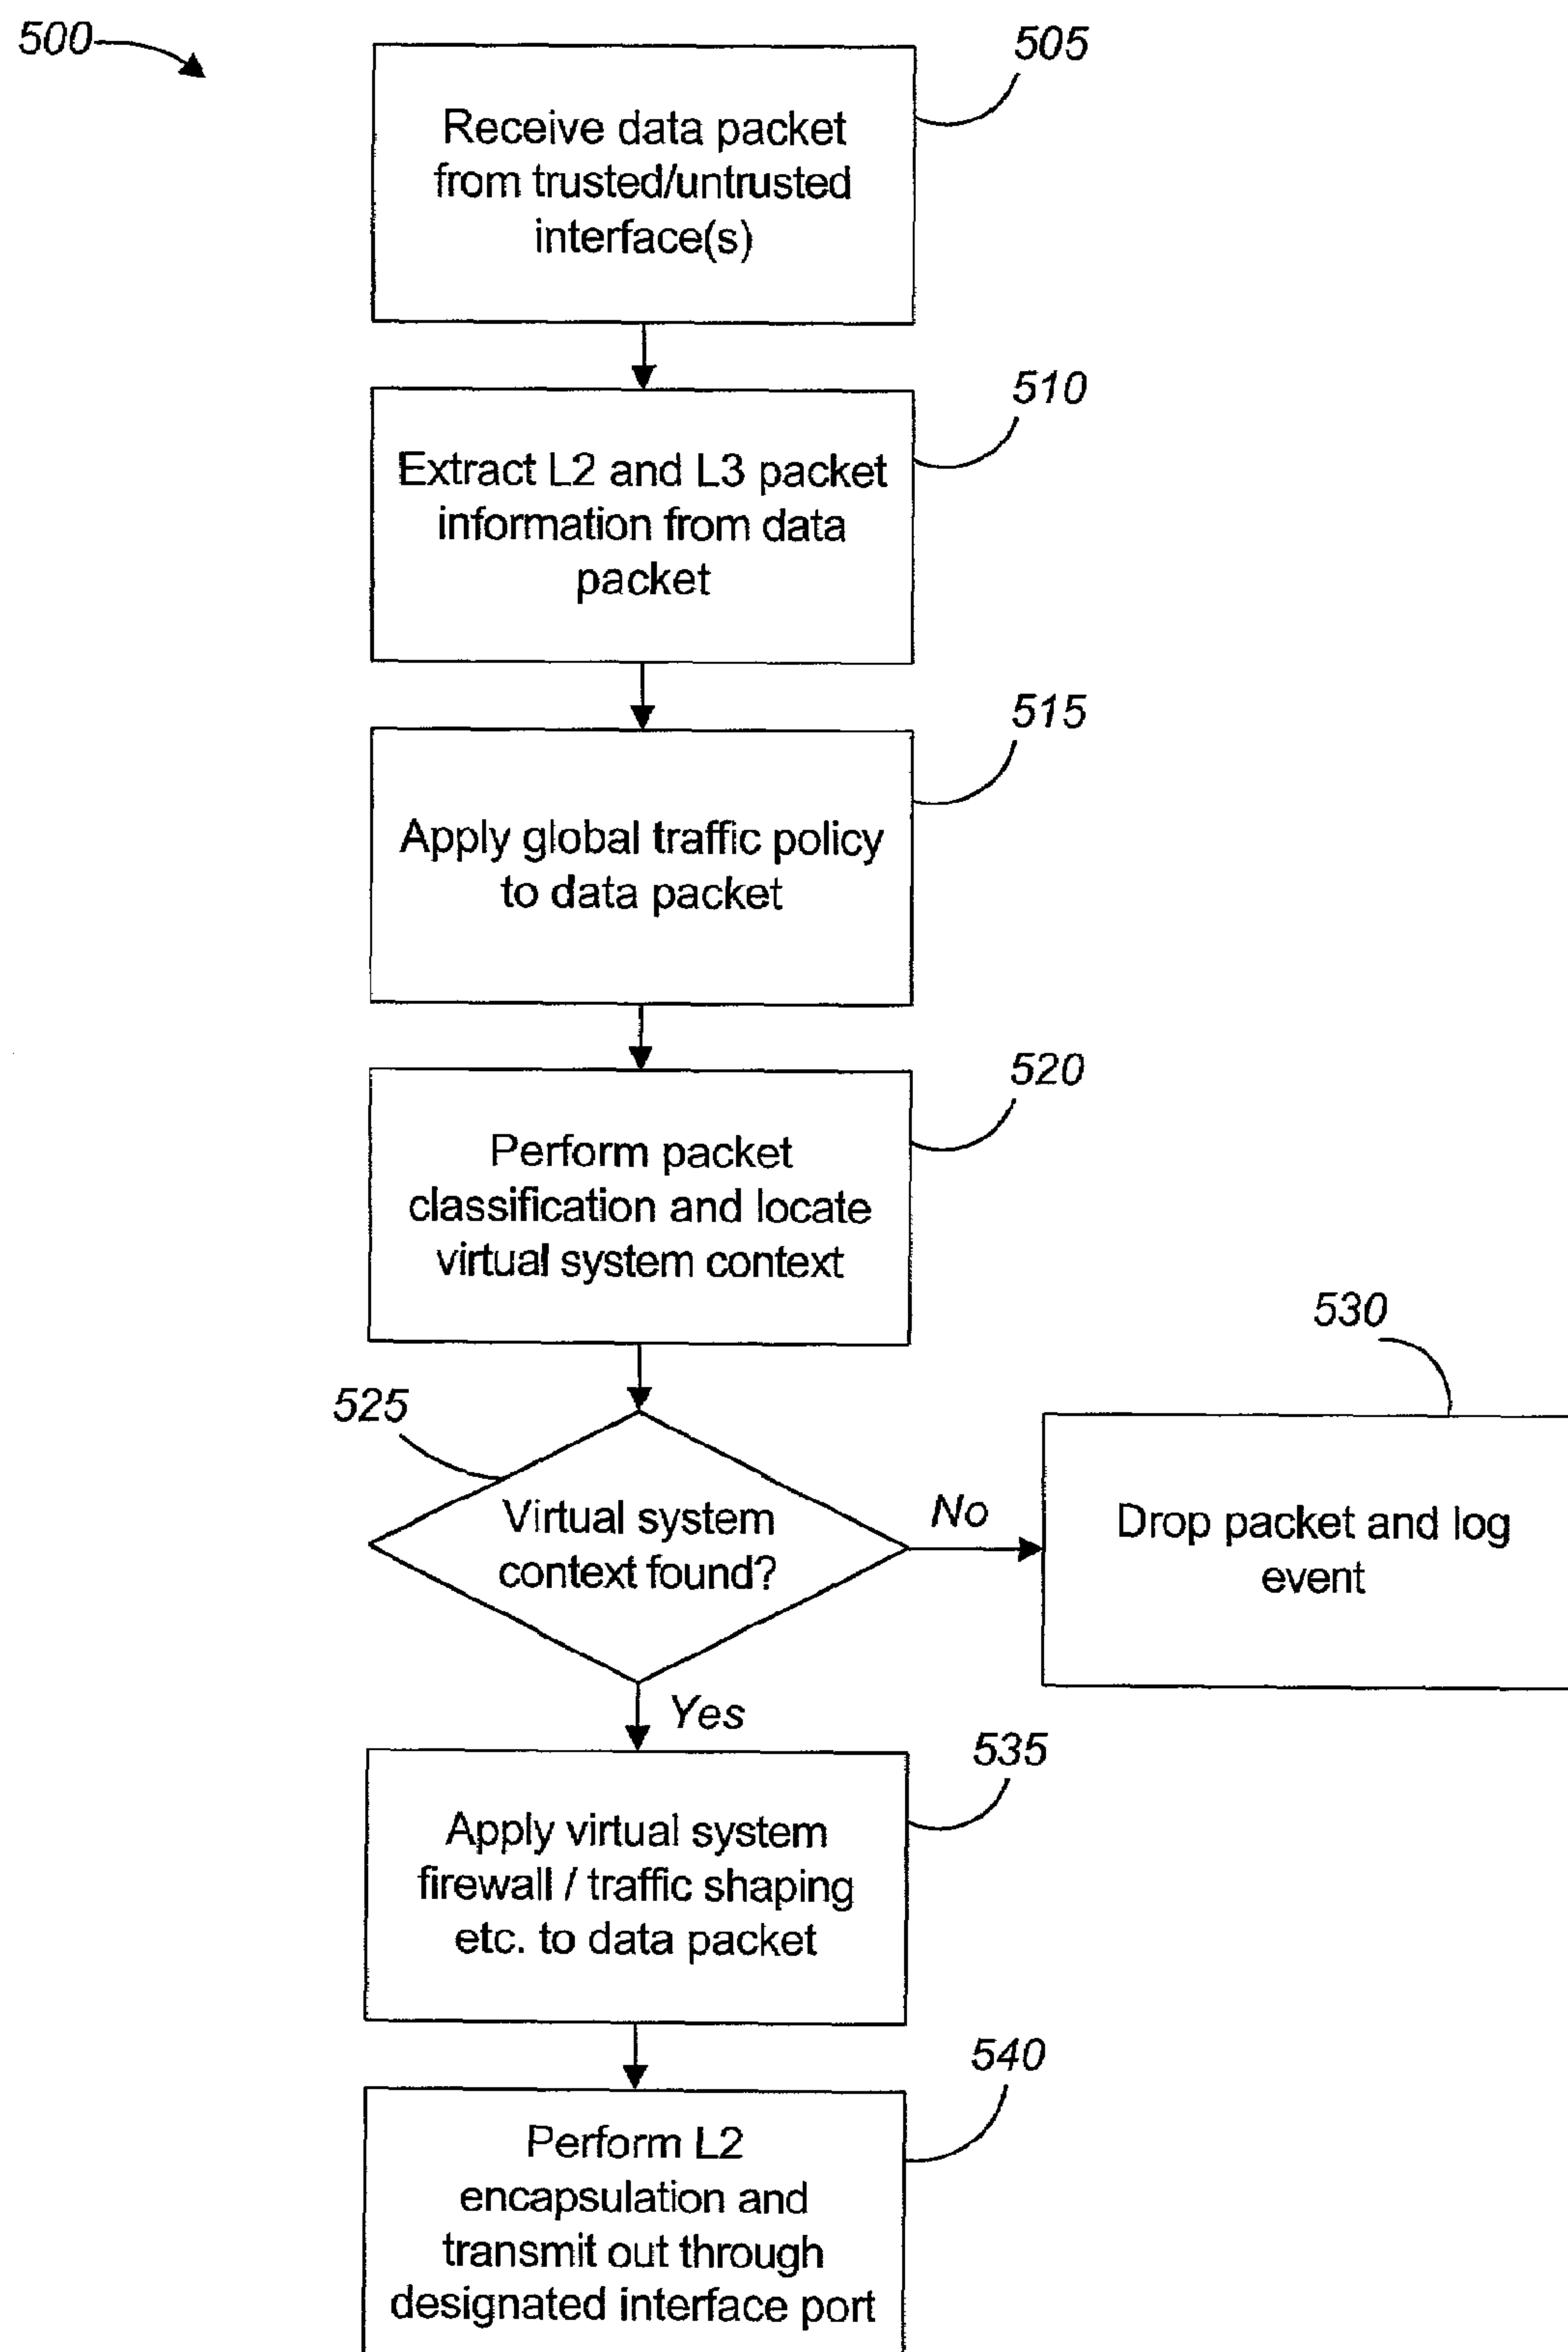 500
505
Receive data packet
from trusted/untrusted
interface(s)
510
Extract L2 and L3 packet
information from data
packet
515
Apply global traffic policy
to data packet
520
Perform packet
classification and locate
virtual system context
530
525
Virtual system
context found?
No
Drop packet and log
event
Yes
535
Apply virtual system
firewall / traffic shaping
etc. to data packet
540
Perform L2
encapsulation and
transmit out through
designated interface port